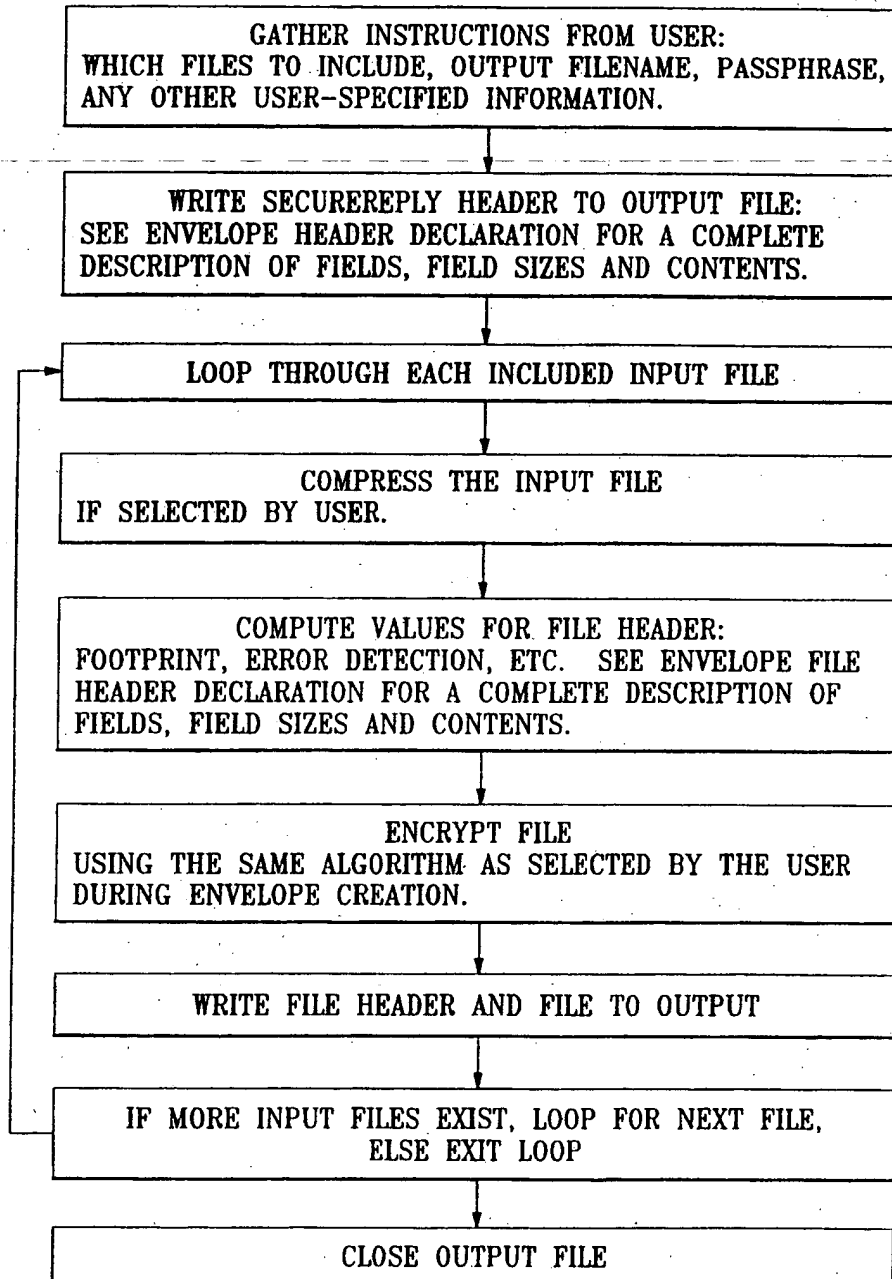 GATHER INSTRUCTIONS FROM USER:
WHICH FILES TO INCLUDE, OUTPUT FILENAME, PASSPHRASE,
ANY OTHER USER-SPECIFIED INFORMATION.
WRITE SECUREREPLY HEADER TO OUTPUT FILE:
SEE ENVELOPE HEADER DECLARATION FOR A COMPLETE
DESCRIPTION OF FIELDS, FIELD SIZES AND CONTENTS.
LOOP THROUGH EACH INCLUDED INPUT FILE
COMPRESS THE INPUT FILE
IF SELECTED BY USER.
COMPUTE VALUES FOR FILE HEADER:
FOOTPRINT, ERROR DETECTION, ETC. SEE ENVELOPE FILE
HEADER DECLARATION FOR A COMPLETE DESCRIPTION OF
FIELDS, FIELD SIZES AND CONTENTS.
ENCRYPT FILE
USING THE SAME ALGORITHM AS SELECTED BY THE USER
DURING ENVELOPE CREATION.
WRITE FILE HEADER AND FILE TO OUTPUT
IF MORE INPUT FILES EXIST, LOOP FOR NEXT FILE,
ELSE EXIT LOOP
CLOSE OUTPUT FILE